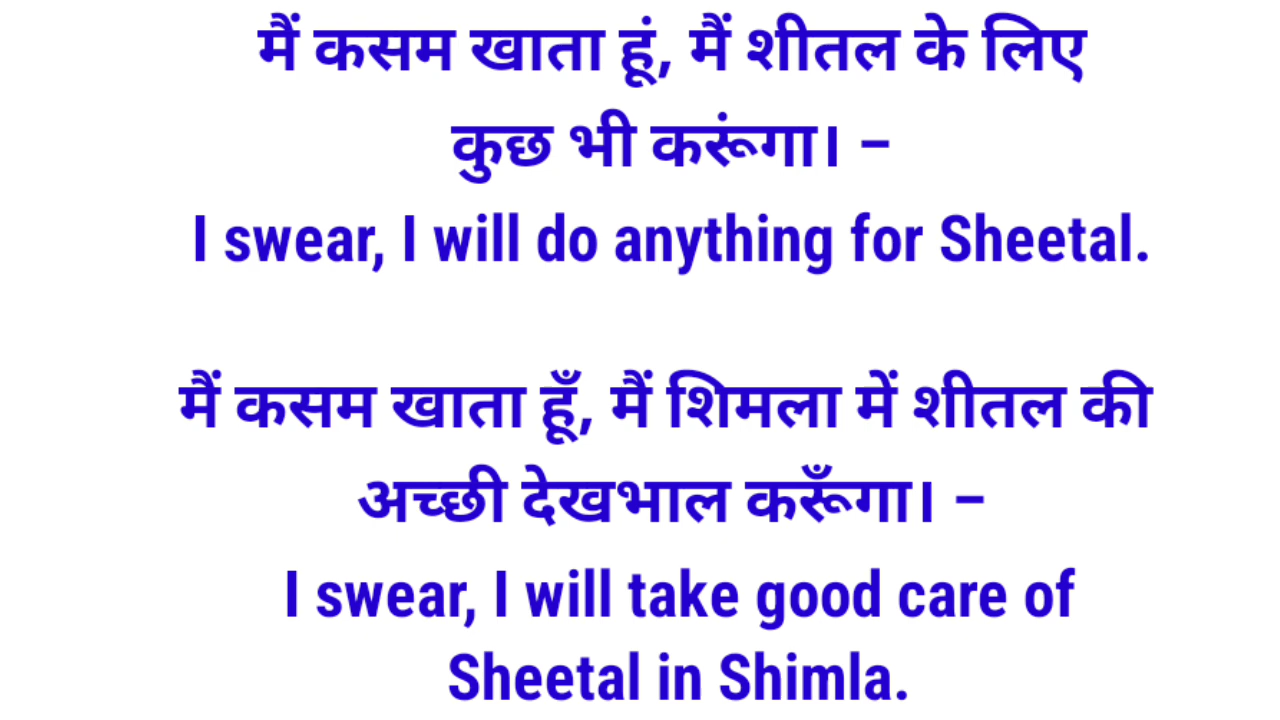 मैं कसम खाता हूं, मैं शीतल के लिए
कुछ भी करूंगा। –
I swear, I will do anything for Sheetal.
मैं कसम खाता हूँ, मैं शिमला में शीतल की
अच्छी देखभाल करूँगा। –
I swear, I will take good care of
Sheetal in Shimla.